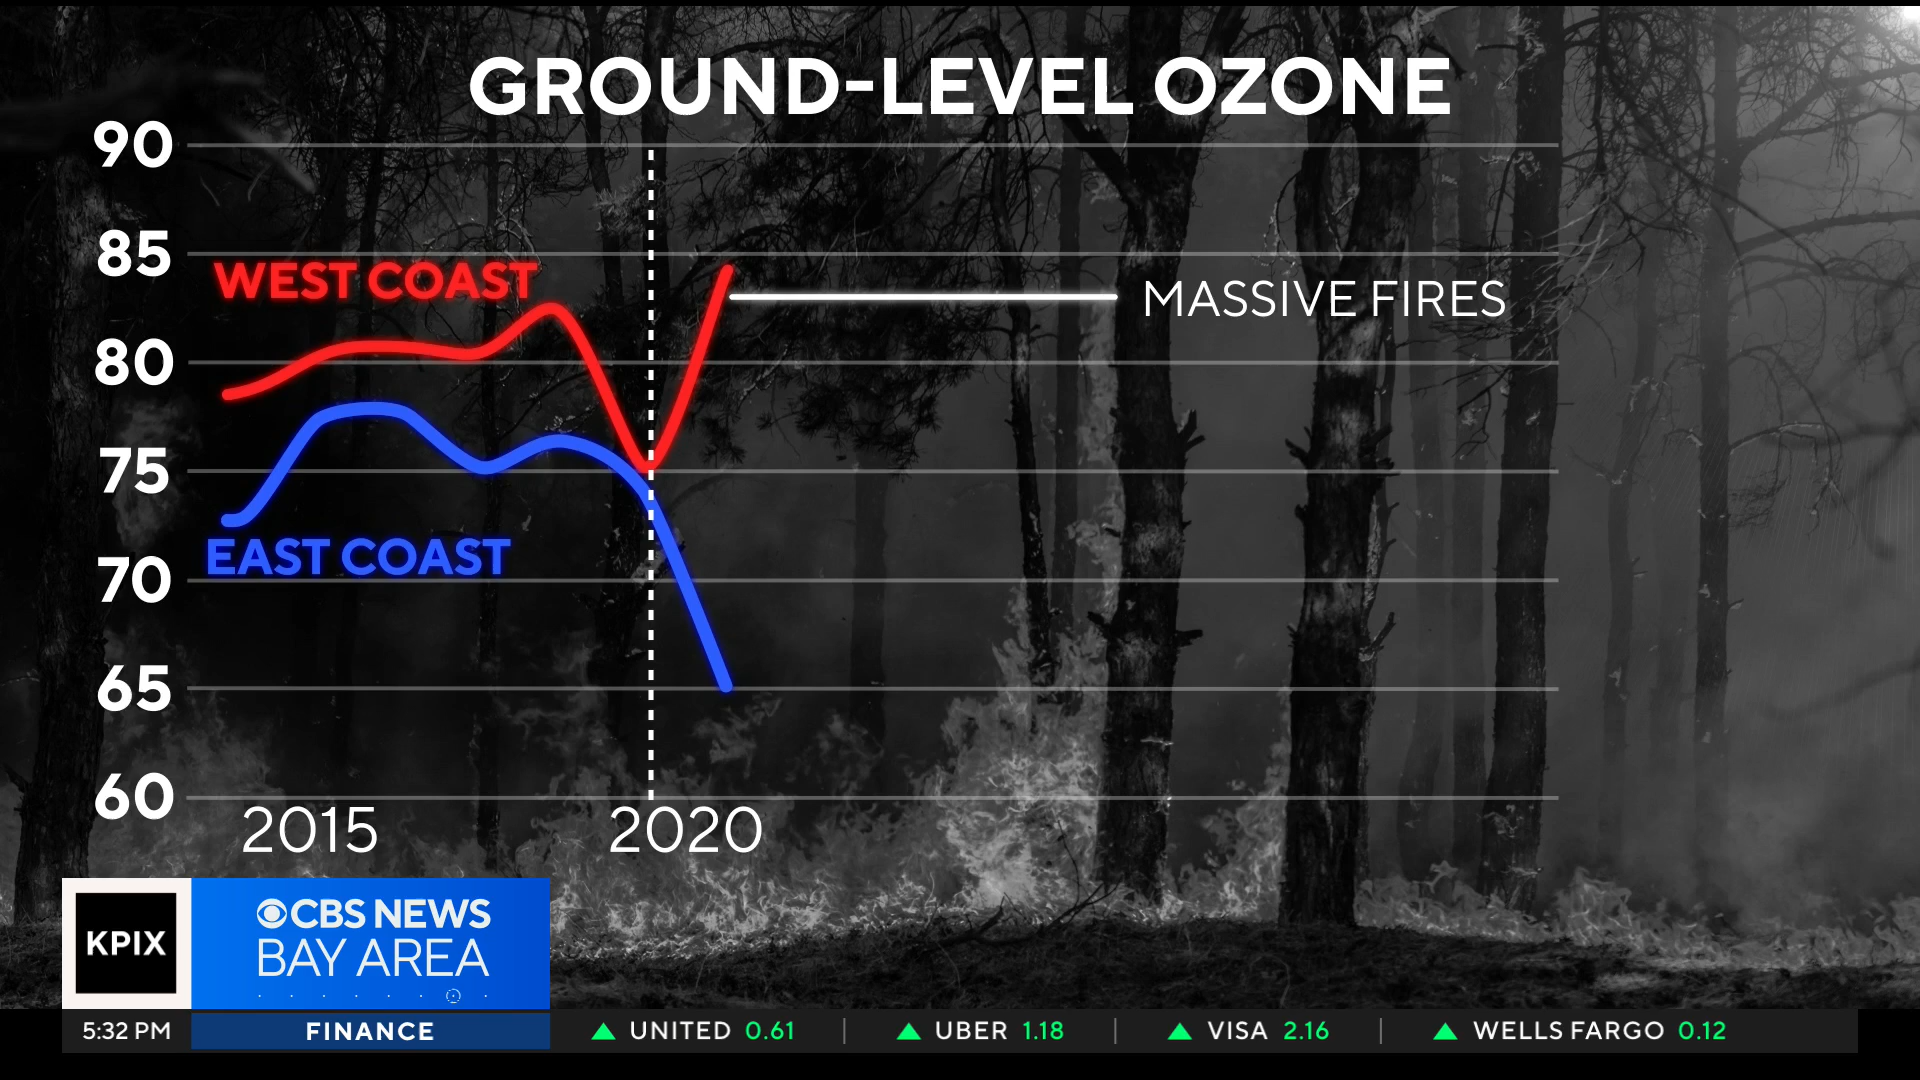 GROUND-LEVEL OZONE
90
85
WEST COAST
MASSIVE FIRES
80
75
EAST COAST
70
65
60
2015 2020
KPIX
CBS NEWS
BAY AREA
5:32 PM FINANCE ▲ UNITED 0.61 | ▲ UBER 1.18 | ▲ VISA 2.16 | ▲ WELLS FARGO 0.12